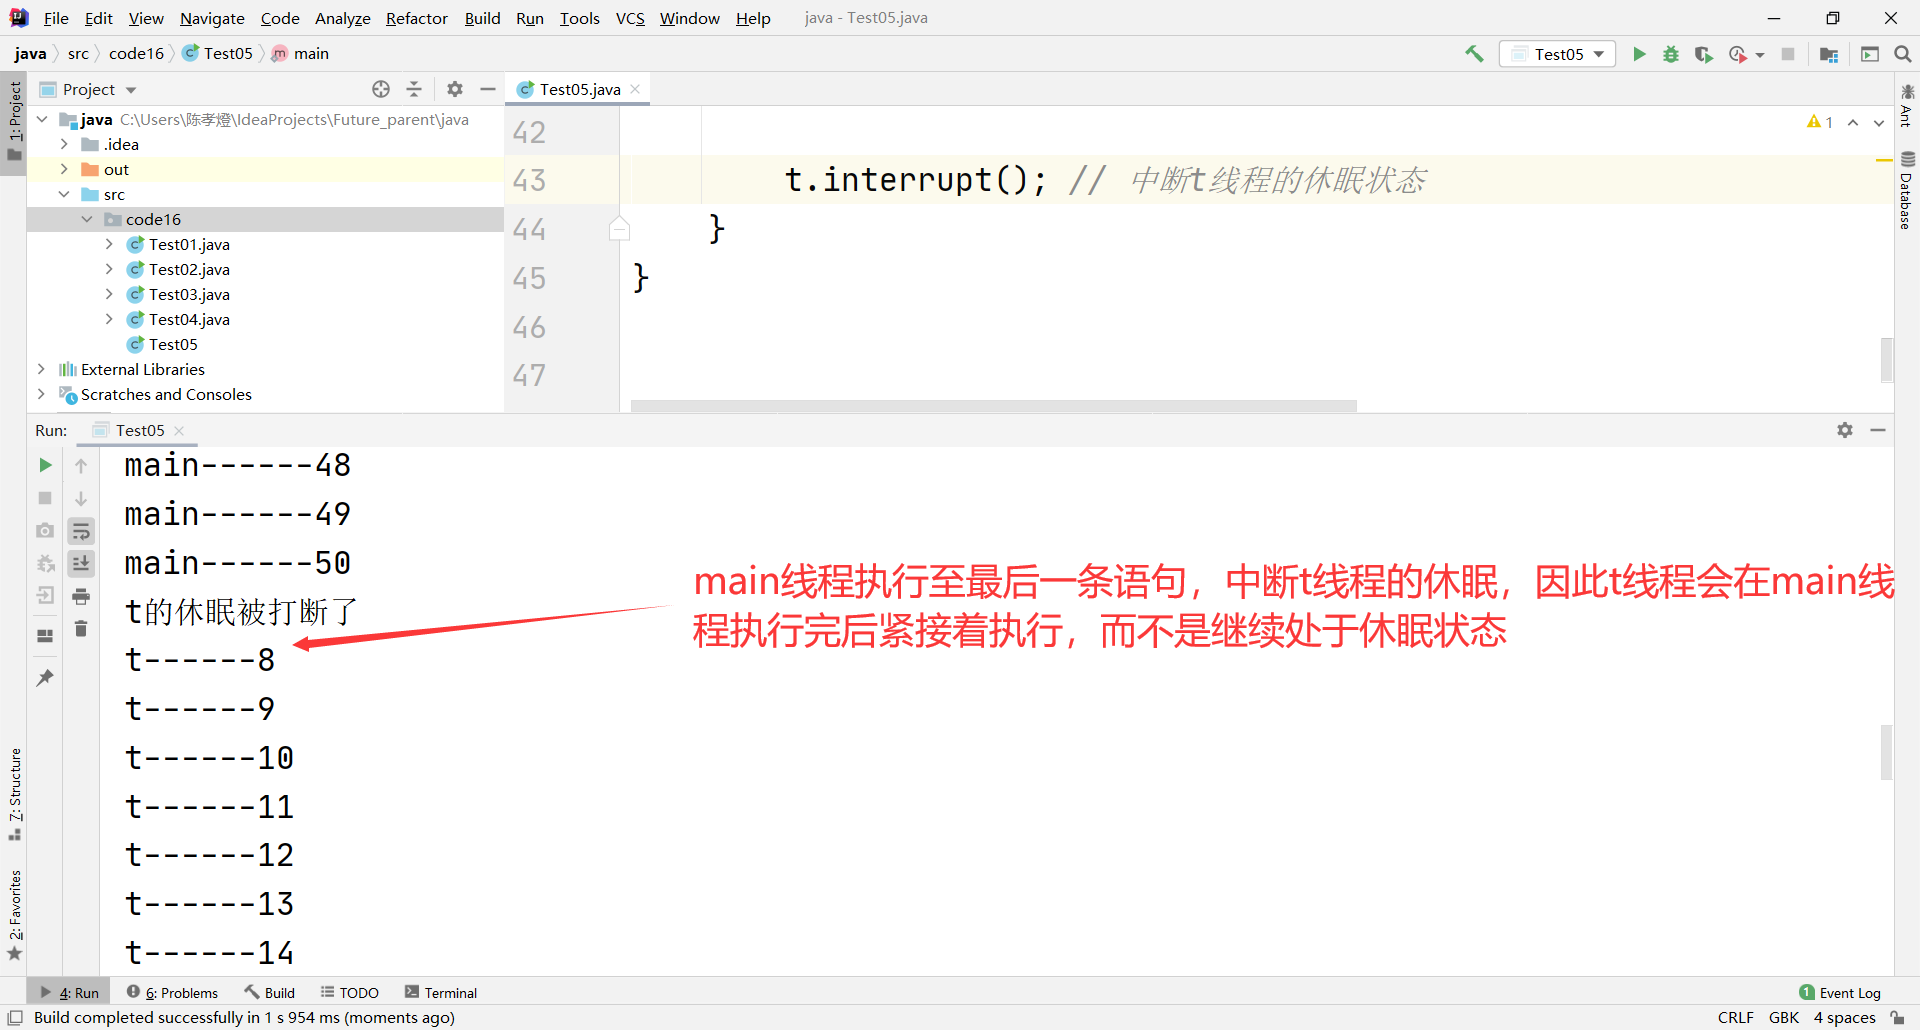 File Edit View Navigate Code Analyze Refactor Build Run Tools VCS Window Help java - Test05.java
java src code16 Test05 main
Test05
1: Project
Project
Test05.java
java C:\Users\陈孝燈\IdeaProjects\Future_parent\java
.idea
out
src
code16
Test01.java
Test02.java
Test03.java
Test04.java
Test05
External Libraries
Scratches and Consoles
42
43 t.interrupt(); // 中断t线程的休眠状态
44 }
45 }
46
47
1
Ant
Database
Run: Test05
main------48
main------49
main------50
t的休眠被打断了
t------8
t------9
t------10
t------11
t------12
t------13
t------14
main线程执行至最后一条语句，中断t线程的休眠，因此t线程会在main线
程执行完后紧接着执行，而不是继续处于休眠状态
7: Structure
2: Favorites
4: Run 6: Problems Build TODO Terminal
1 Event Log
Build completed successfully in 1 s 954 ms (moments ago)
CRLF GBK 4 spaces